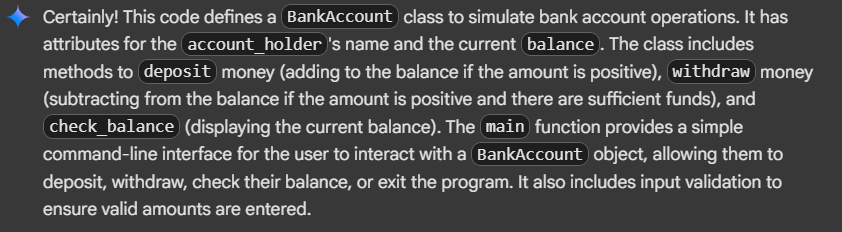 Certainly! This code defines a BankAccount class to simulate bank account operations. It has
attributes for the account_holder's name and the current balance. The class includes
methods to deposit money (adding to the balance if the amount is positive), withdraw money
(subtracting from the balance if the amount is positive and there are sufficient funds), and
check_balance (displaying the current balance). The main function provides a simple
command-line interface for the user to interact with a BankAccount object, allowing them to
deposit, withdraw, check their balance, or exit the program. It also includes input validation to
ensure valid amounts are entered.